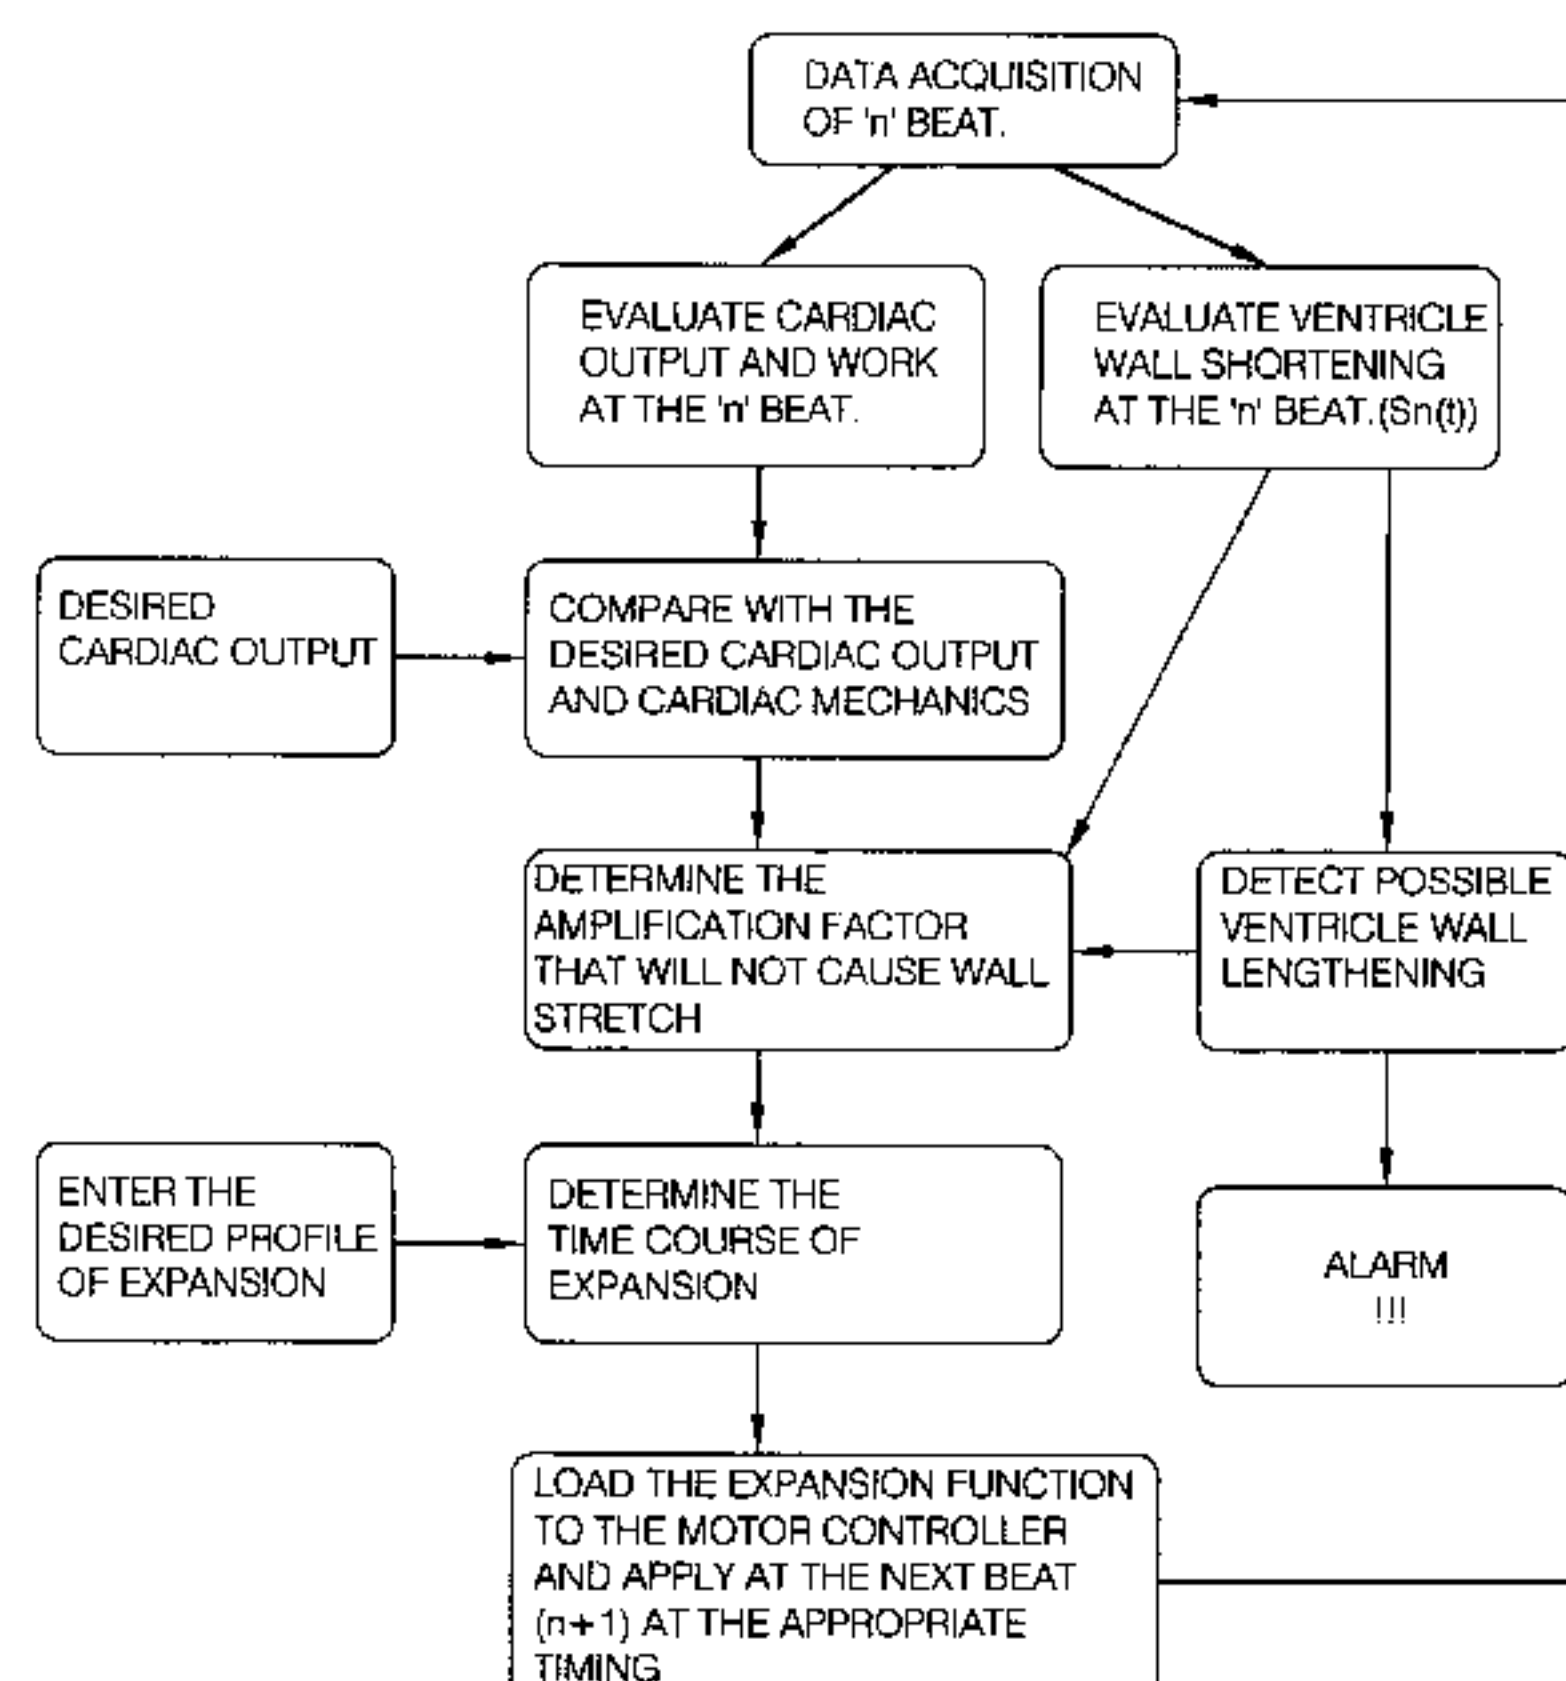 DATA ACQUISITION
OF 'n' BEAT.
EVALUATE CARDIAC
OUTPUT AND WORK
AT THE 'n' BEAT.
EVALUATE VENTRICLE
WALL SHORTENING
AT THE 'n' BEAT.(Sn(t))
DESIRED
CARDIAC OUTPUT
COMPARE WITH THE
DESIRED CARDIAC OUTPUT
AND CARDIAC MECHANICS
DETERMINE THE
AMPLIFICATION FACTOR
THAT WILL NOT CAUSE WALL
STRETCH
DETECT POSSIBLE
VENTRICLE WALL
LENGTHENING
ENTER THE
DESIRED PROFILE
OF EXPANSION
DETERMINE THE
TIME COURSE OF
EXPANSION
ALARM
!!!
LOAD THE EXPANSION FUNCTION
TO THE MOTOR CONTROLLER
AND APPLY AT THE NEXT BEAT
(n+1) AT THE APPROPRIATE
TIMING